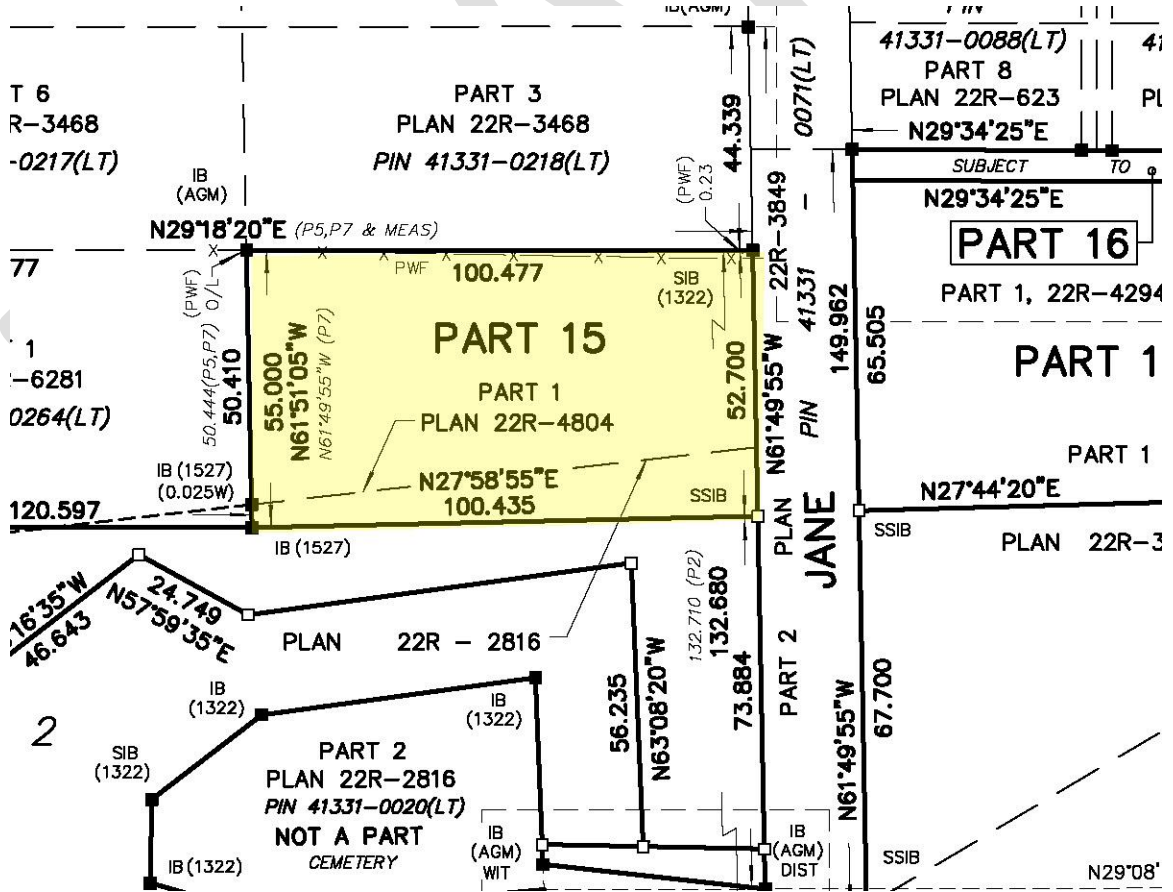 IB(AGM)
PIN
41331-0088(LT)
PART 8
PLAN 22R-623
N29°34'25"E
SUBJECT TO
N29°34'25"E
PART 16
PART 1, 22R-4294
PART 1
PART 1
N27°44'20"E
SSIB
PLAN 22R-3
T 6
R-3468
-0217(LT)
PART 3
PLAN 22R-3468
PIN 41331-0218(LT)
44.339
0071(LT)
(PWF)
0.23
22R-3849
41331 -
IB
(AGM)
N29°18'20"E (P5,P7 & MEAS)
77
PWF
100.477
SIB
(1322)
(PWF)
O/L
50.444(P5,P7)
50.410
55.000
N61°51'05"W
N61°49'55"W (P7)
PART 15
PART 1
PLAN 22R-4804
52.700
N61°49'55"W
PIN
149.962
65.505
1
-6281
0264(LT)
IB (1527)
(0.025W)
N27°58'55"E
100.435
SSIB
120.597
IB (1527)
PLAN
JANE
16'35"W
46.643
24.749
N57°59'35"E
PLAN 22R - 2816
132.710 (P2)
132.680
73.884
PART 2
56.235
N63°08'20"W
N61°49'55"W
67.700
2
IB
(1322)
IB
(1322)
SIB
(1322)
PART 2
PLAN 22R-2816
PIN 41331-0020(LT)
NOT A PART
CEMETERY
IB (1322)
IB
(AGM)
WIT
IB
(AGM)
DIST
SSIB
N29°08'